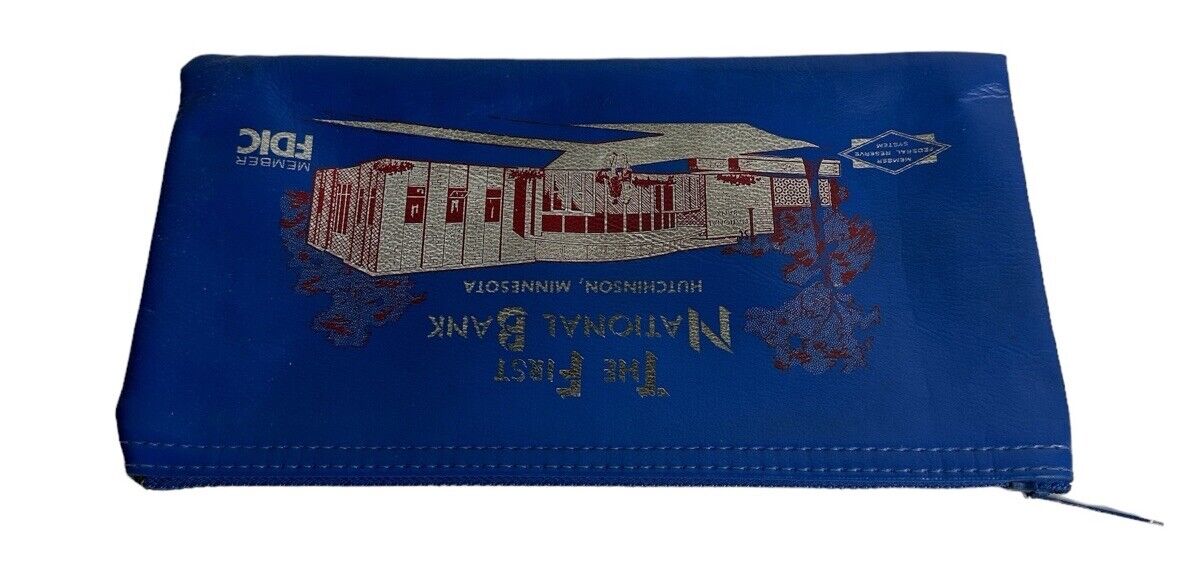 THE FIRST
NATIONAL BANK
HUTCHINSON, MINNESOTA
MEMBER
FEDERAL RESERVE
SYSTEM
MEMBER
FDIC